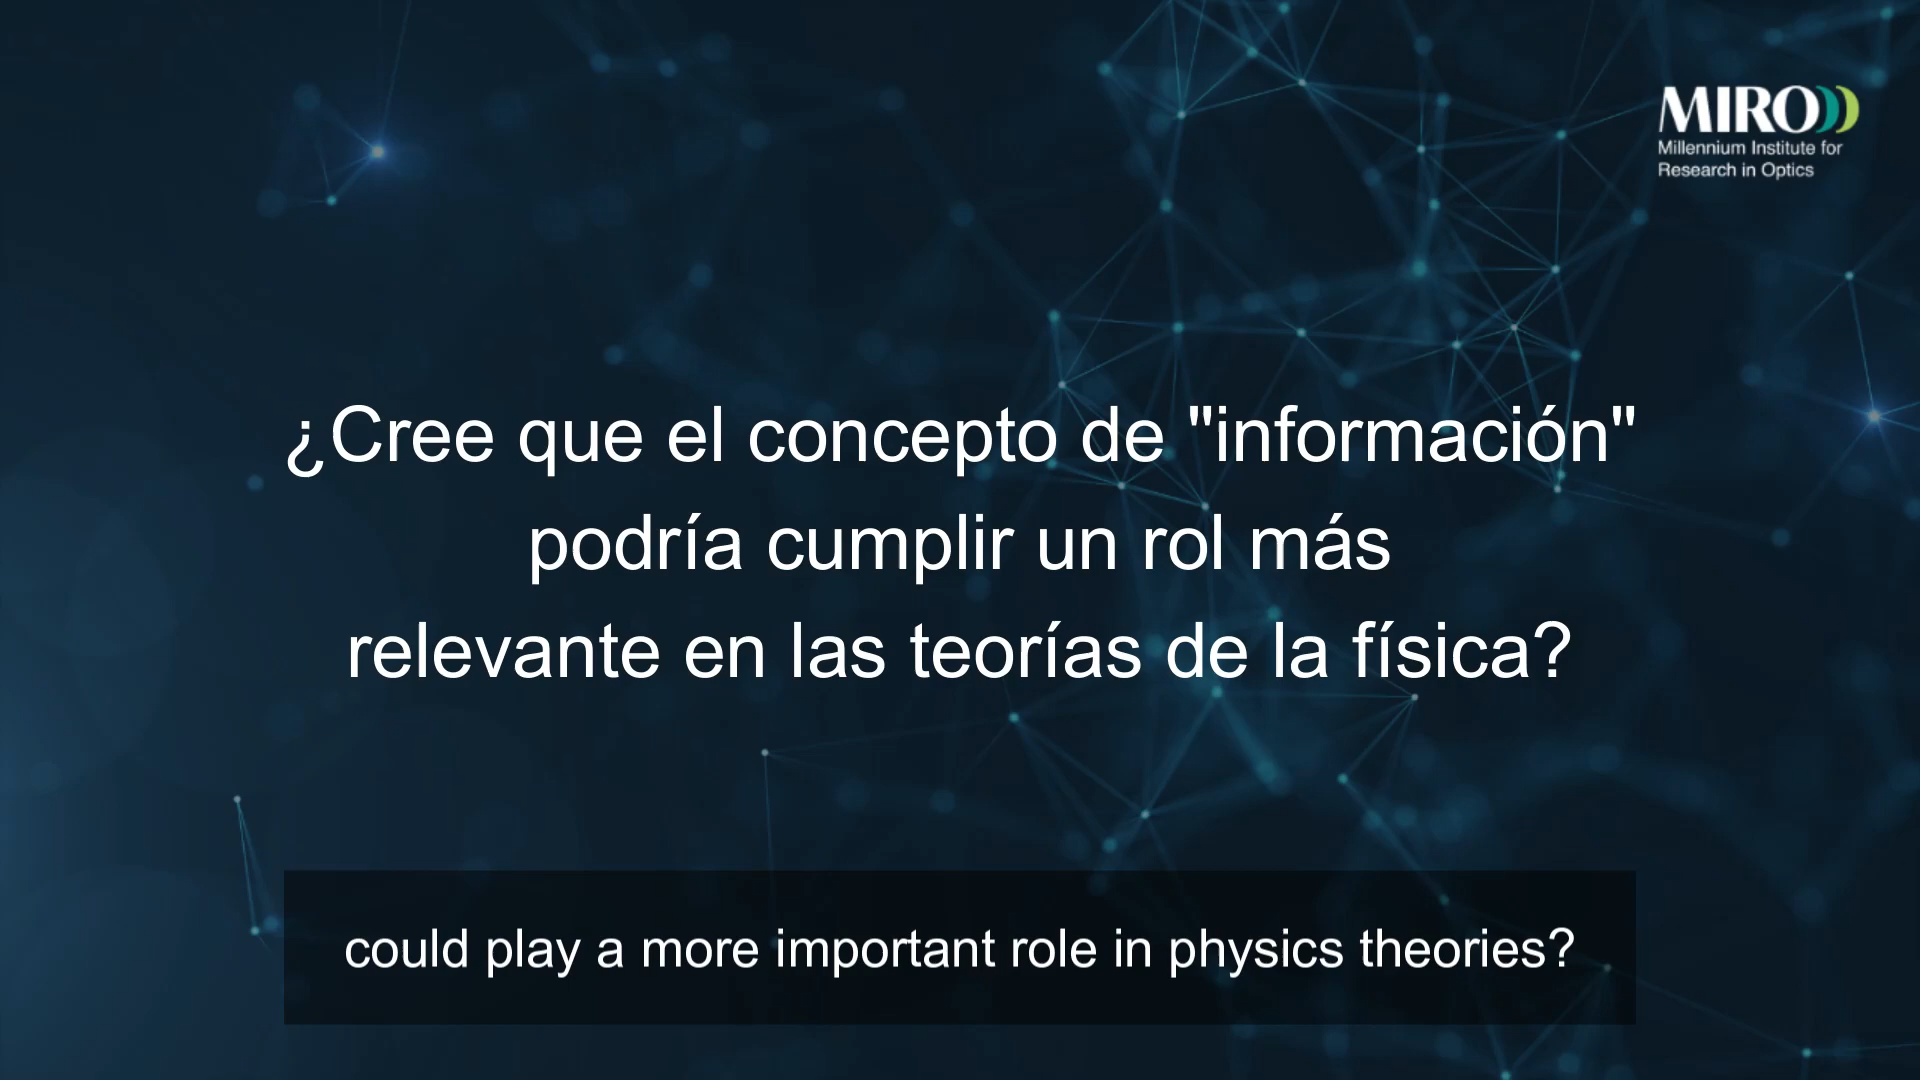 MIRO
Millennium Institute for
Research in Optics
¿Cree que el concepto de "información"
podría cumplir un rol más
relevante en las teorías de la física?
could play a more important role in physics theories?